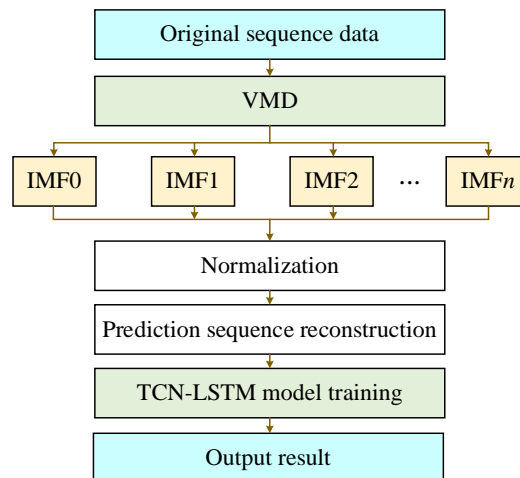 Original sequence data
VMD
IMF0 IMF1 IMF2 ... IMFn
Normalization
Prediction sequence reconstruction
TCN-LSTM model training
Output result